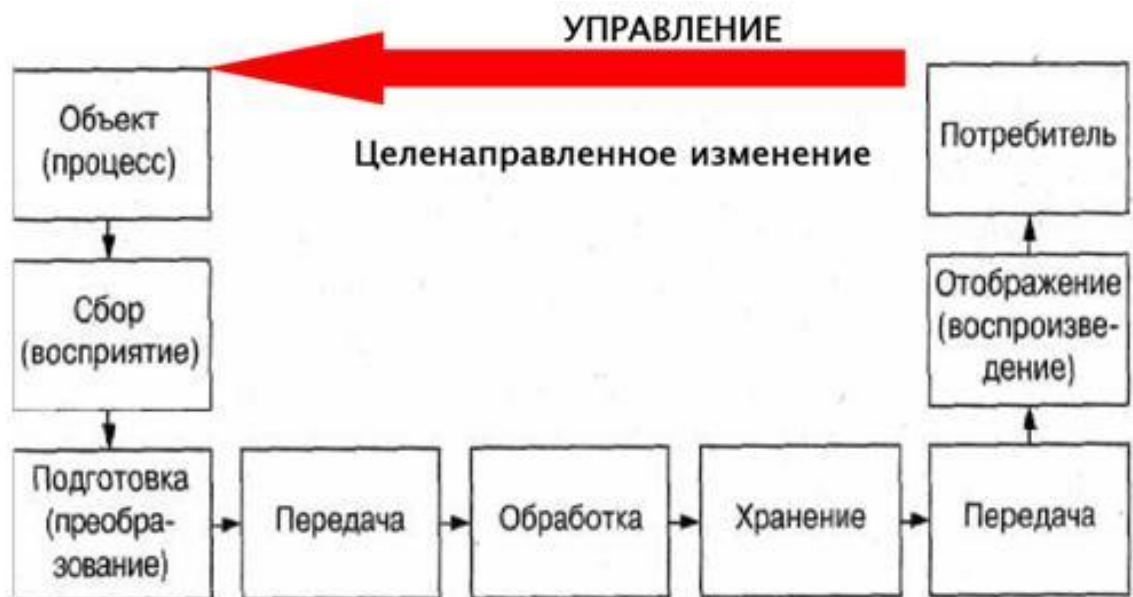 УПРАВЛЕНИЕ
Целенаправленное изменение
Объект
(процесс)
Сбор
(восприятие)
Подготовка
(преобра-
зование)
Передача
Обработка
Хранение
Передача
Отображение
(воспроизве-
дение)
Потребитель